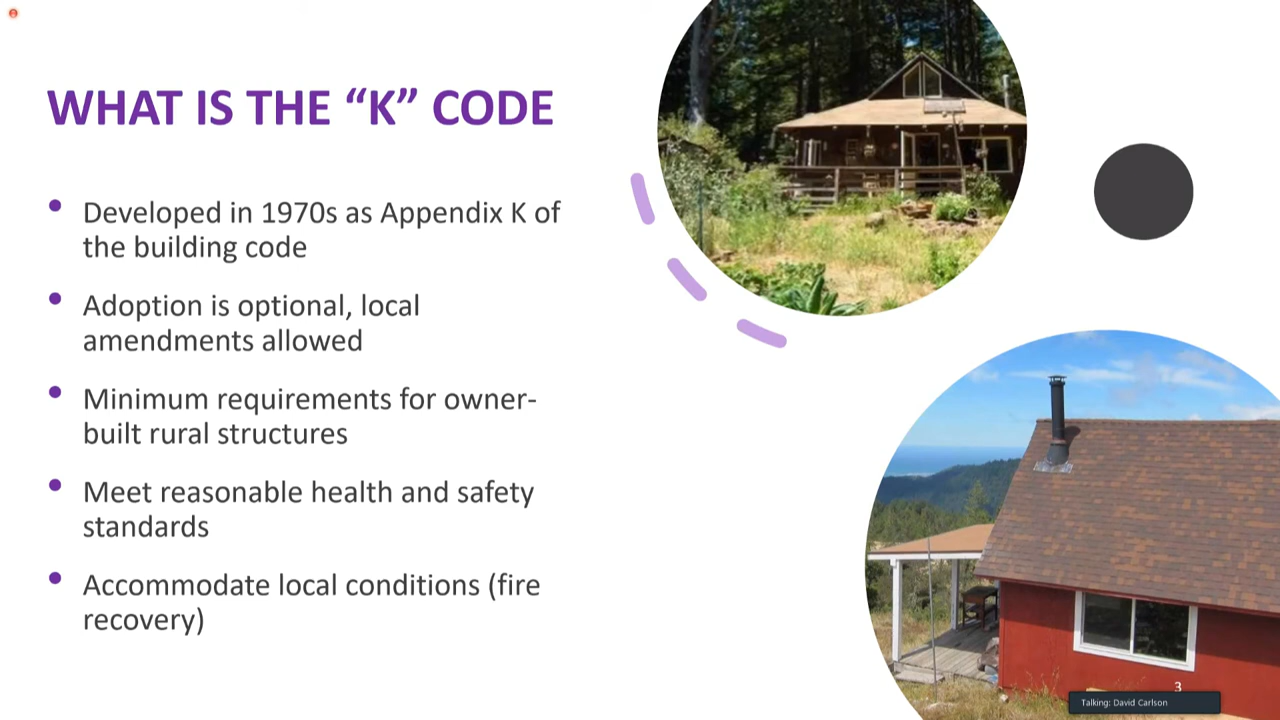 WHAT IS THE “K” CODE
• Developed in 1970s as Appendix K of
the building code
• Adoption is optional, local
amendments allowed
• Minimum requirements for owner-
built rural structures
• Meet reasonable health and safety
standards
• Accommodate local conditions (fire
recovery)
3
Talking: David Carlson